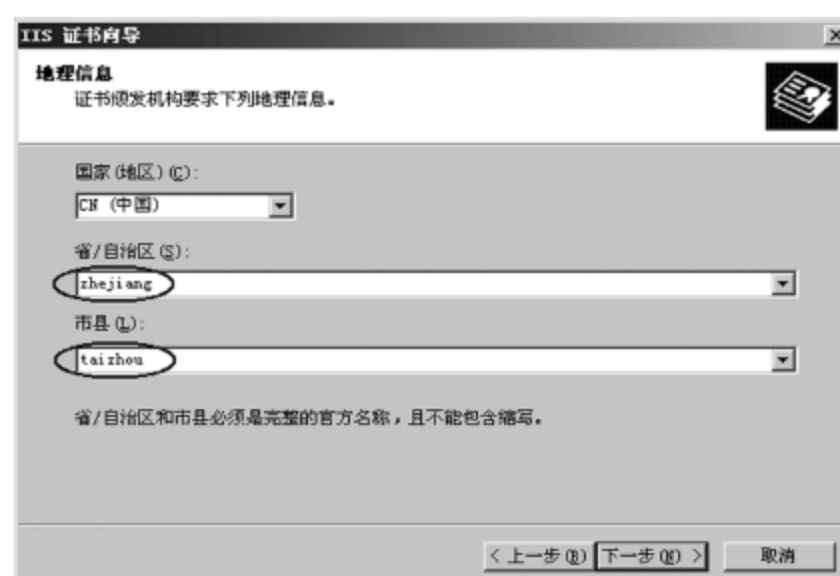 IIS 证书向导
地理信息
证书颁发机构要求下列地理信息。
国家(地区)(C):
CN (中国)
省/自治区(S):
zhejiang
市县(L):
taizhou
省/自治区和市县必须是完整的官方名称，且不能包含缩写。
< 上一步(B) 下一步(N) > 取消